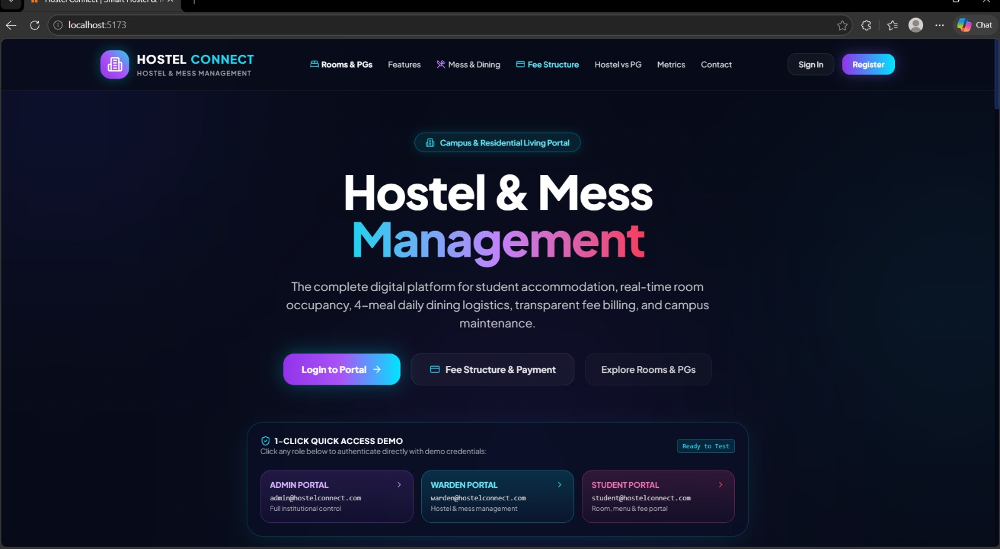 localhost:5173
Chat
HOSTEL CONNECT
HOSTEL & MESS MANAGEMENT
Rooms & PGs
Features
Mess & Dining
Fee Structure
Hostel vs PG
Metrics
Contact
Sign In
Register
Campus & Residential Living Portal
Hostel & Mess
Management
The complete digital platform for student accommodation, real-time room
occupancy, 4-meal daily dining logistics, transparent fee billing, and campus
maintenance.
Login to Portal
Fee Structure & Payment
Explore Rooms & PGs
1-CLICK QUICK ACCESS DEMO
Click any role below to authenticate directly with demo credentials:
Ready to Test
ADMIN PORTAL
admin@hostelconnect.com
Full institutional control
WARDEN PORTAL
warden@hostelconnect.com
Hostel & mess management
STUDENT PORTAL
student@hostelconnect.com
Room, menu & fee portal